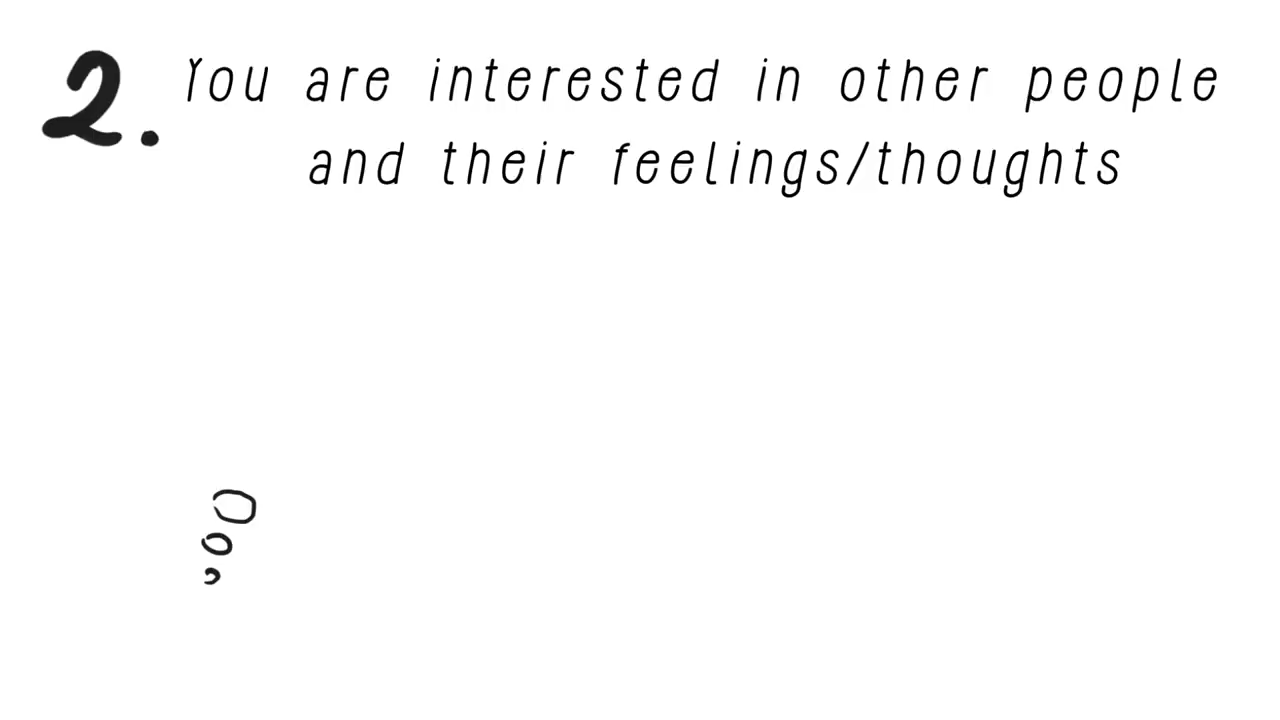 2. You are interested in other people
and their feelings/thoughts